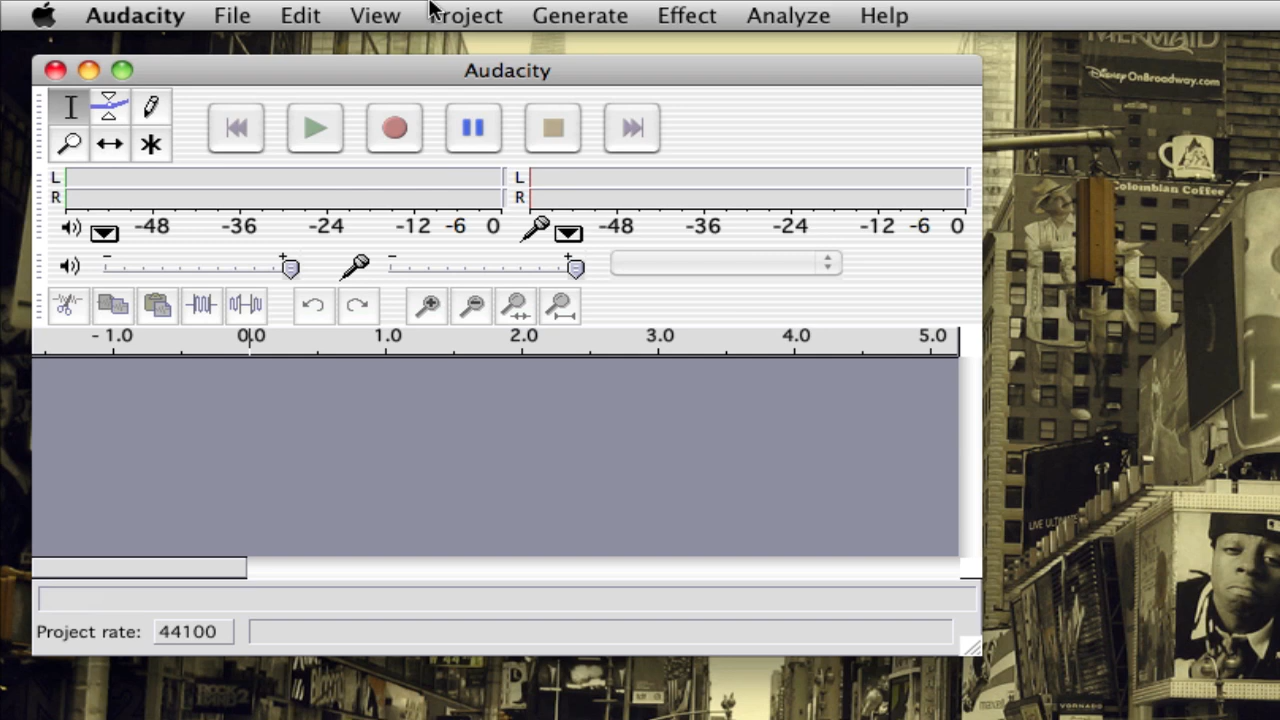 Audacity File Edit View Project Generate Effect Analyze Help
Audacity
L L
R R
-48 -36 -24 -12 -6 0 -48 -36 -24 -12 -6 0
- + - +
- 1.0 0.0 1.0 2.0 3.0 4.0 5.0
Project rate: 44100
MERMAID
DisneyOnBroadway.com
Colombian Coffee
LIVE
VORNADO